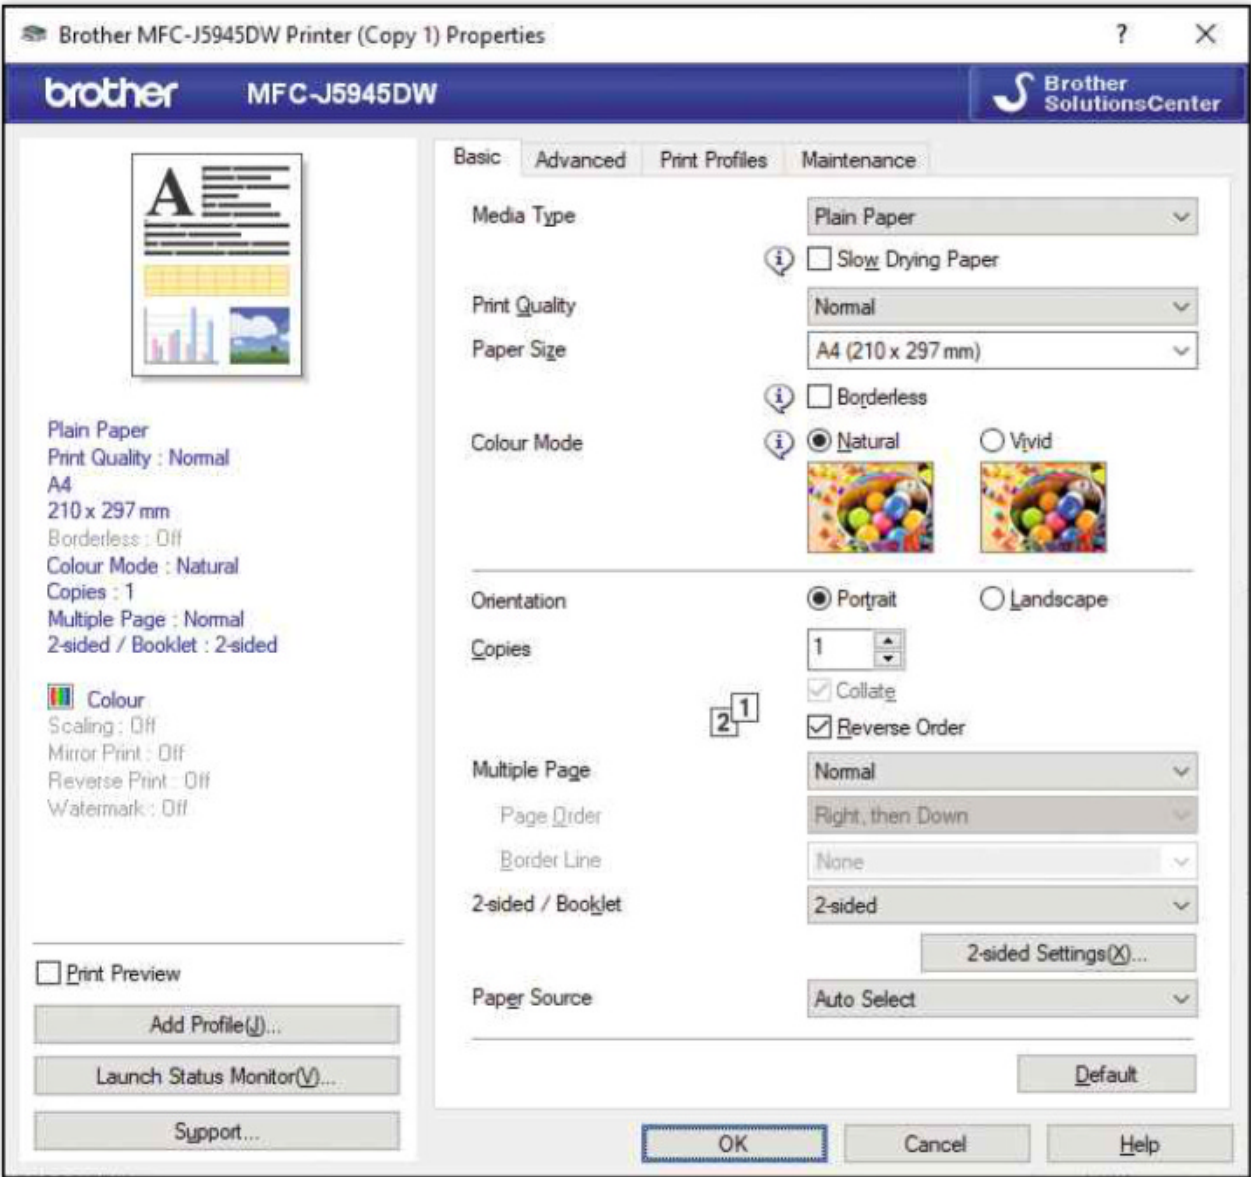 Brother MFC-J5945DW Printer (Copy 1) Properties
?
brother MFC-J5945DW
Brother
SolutionsCenter
A
Plain Paper
Print Quality : Normal
A4
210 x 297 mm
Borderless : Off
Colour Mode : Natural
Copies : 1
Multiple Page : Normal
2-sided / Booklet : 2-sided
Colour
Scaling : Off
Mirror Print : Off
Reverse Print : Off
Watermark : Off
Print Preview
Add Profile(J)...
Launch Status Monitor(V)...
Support...
Basic Advanced Print Profiles Maintenance
Media Type Plain Paper
Slow Drying Paper
Print Quality Normal
Paper Size A4 (210 x 297 mm)
Borderless
Colour Mode Natural Vivid
Orientation Portrait Landscape
Copies 1
Collate
2 1 Reverse Order
Multiple Page Normal
Page Order Right, then Down
Border Line None
2-sided / Booklet 2-sided
2-sided Settings(X)...
Paper Source Auto Select
Default
OK Cancel Help